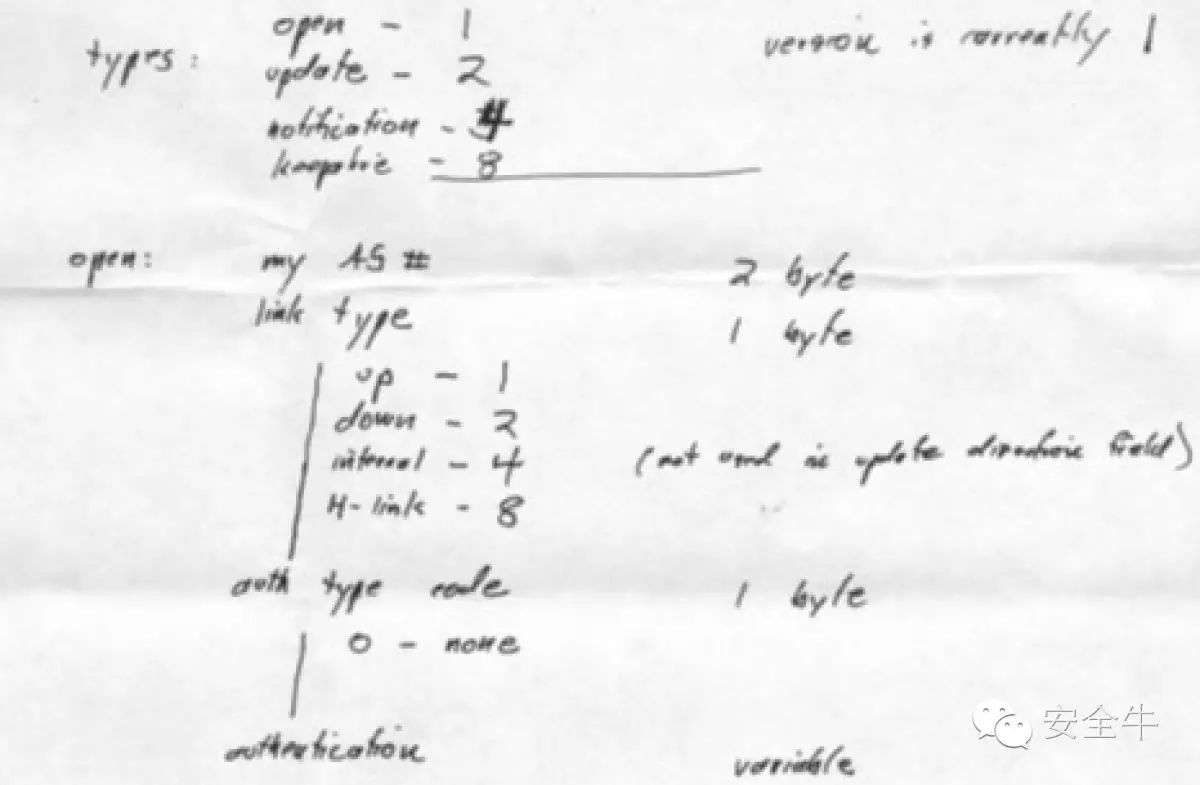 types: open - 1 version is currently 1
update - 2
notification - 4
keepalive - 8
open: my AS # 2 byte
link type 1 byte
up - 1
down - 2
internal - 4 (not used in update direction field)
H-link - 8
auth type code 1 byte
0 - none
authentication variable
安全牛